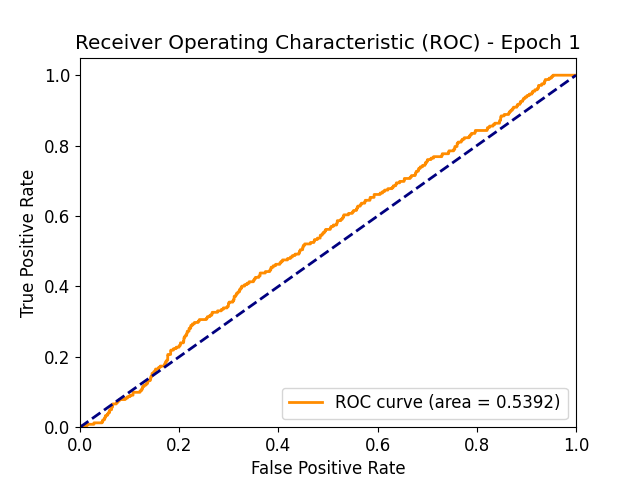 Receiver Operating Characteristic (ROC) - Epoch 1
1.0
0.8
0.6
0.4
0.2
0.0
True Positive Rate
ROC curve (area = 0.5392)
0.0 0.2 0.4 0.6 0.8 1.0
False Positive Rate